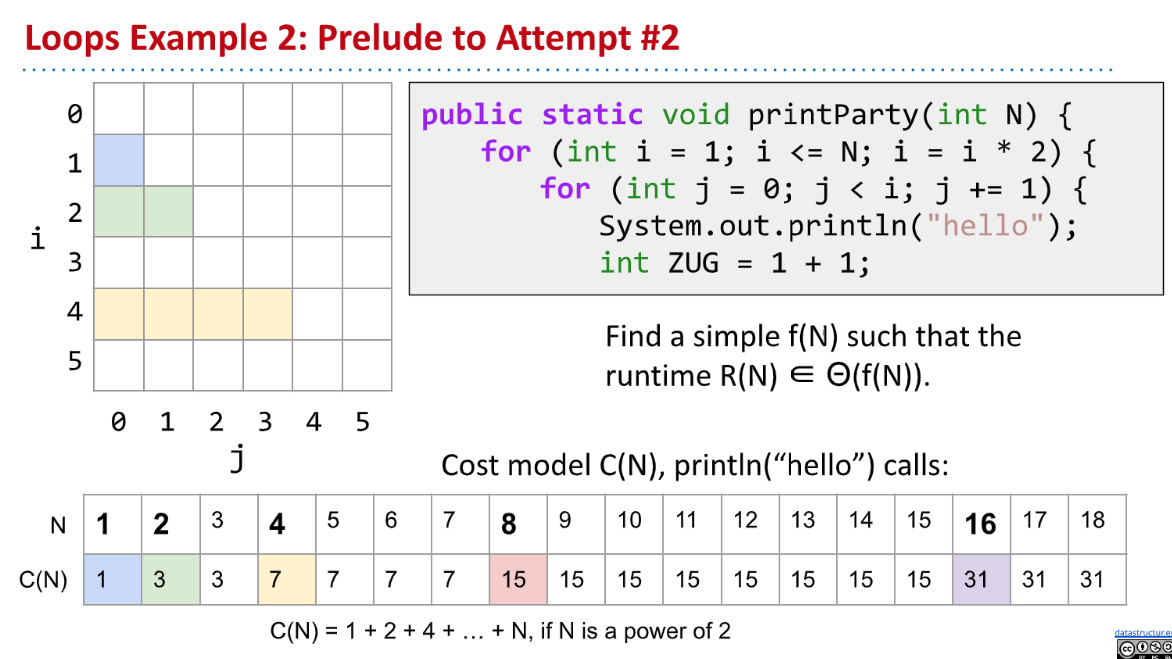 Loops Example 2: Prelude to Attempt #2
0
1
2
i
3
4
5
0 1 2 3 4 5
j
public static void printParty(int N) {
for (int i = 1; i <= N; i = i * 2) {
for (int j = 0; j < i; j += 1) {
System.out.println("hello");
int ZUG = 1 + 1;
Find a simple f(N) such that the
runtime R(N) ∈ Θ(f(N)).
Cost model C(N), println(“hello”) calls:
N 1 2 3 4 5 6 7 8 9 10 11 12 13 14 15 16 17 18
C(N) 1 3 3 7 7 7 7 15 15 15 15 15 15 15 15 31 31 31
C(N) = 1 + 2 + 4 + … + N, if N is a power of 2